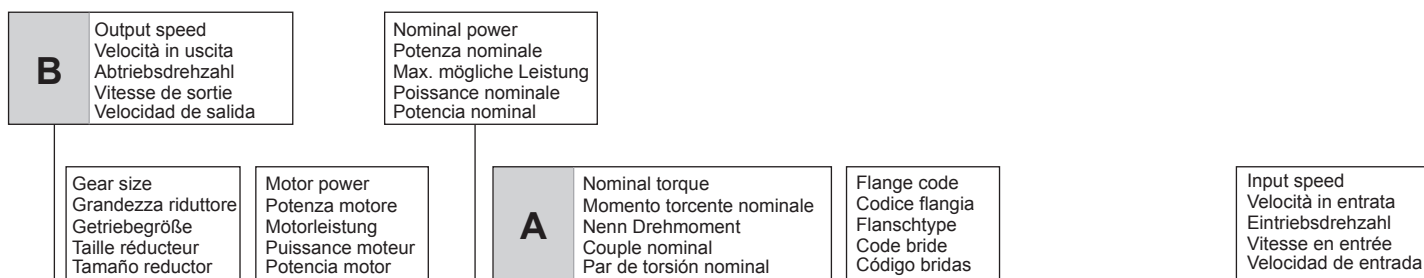 B
Output speed
Velocità in uscita
Abtriebsdrehzahl
Vitesse de sortie
Velocidad de salida
Nominal power
Potenza nominale
Max. mögliche Leistung
Poissance nominale
Potencia nominal
Gear size
Grandezza riduttore
Getriebegröße
Taille réducteur
Tamaño reductor
Motor power
Potenza motore
Motorleistung
Puissance moteur
Potencia motor
A
Nominal torque
Momento torcente nominale
Nenn Drehmoment
Couple nominal
Par de torsión nominal
Flange code
Codice flangia
Flanschtype
Code bride
Código bridas
Input speed
Velocità in entrata
Eintriebsdrehzahl
Vitesse en entrée
Velocidad de entrada